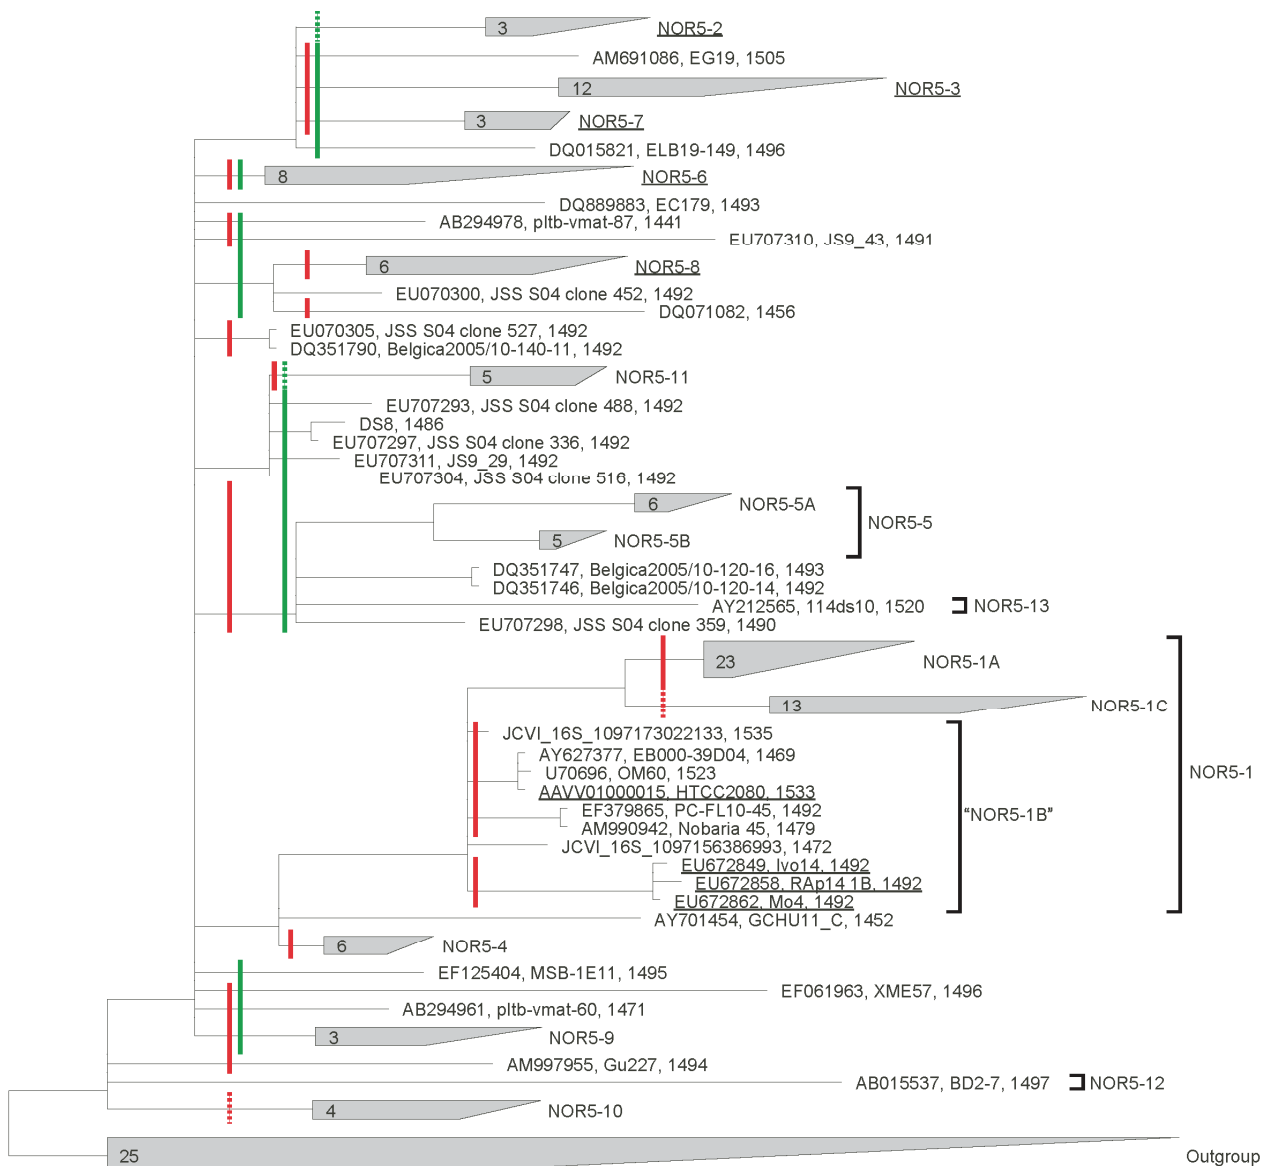 3 NOR5-2
AM691086, EG19, 1505
12 NOR5-3
3 NOR5-7
DQ015821, ELB19-149, 1496
8 NOR5-6
DQ889883, EC179, 1493
AB294978, pltb-vmat-87, 1441
EU707310, JS9_43, 1491
6 NOR5-8
EU070300, JSS S04 clone 452, 1492
DQ071082, 1456
EU070305, JSS S04 clone 527, 1492
DQ351790, Belgica2005/10-140-11, 1492
5 NOR5-11
EU707293, JSS S04 clone 488, 1492
DS8, 1486
EU707297, JSS S04 clone 336, 1492
EU707311, JS9_29, 1492
EU707304, JSS S04 clone 516, 1492
6 NOR5-5A
NOR5-5
5 NOR5-5B
DQ351747, Belgica2005/10-120-16, 1493
DQ351746, Belgica2005/10-120-14, 1492
AY212565, 114ds10, 1520 NOR5-13
EU707298, JSS S04 clone 359, 1490
23 NOR5-1A
13 NOR5-1C
JCVI_16S_1097173022133, 1535
AY627377, EB000-39D04, 1469
U70696, OM60, 1523
NOR5-1
AAVV01000015, HTCC2080, 1533
EF379865, PC-FL10-45, 1492
"NOR5-1B"
AM990942, Nobaria 45, 1479
JCVI_16S_1097156386993, 1472
EU672849, Ivo14, 1492
EU672858, RAp14 1B, 1492
EU672862, Mo4, 1492
AY701454, GCHU11_C, 1452
6 NOR5-4
EF125404, MSB-1E11, 1495
EF061963, XME57, 1496
AB294961, pltb-vmat-60, 1471
3 NOR5-9
AM997955, Gu227, 1494
AB015537, BD2-7, 1497 NOR5-12
4 NOR5-10
25 Outgroup